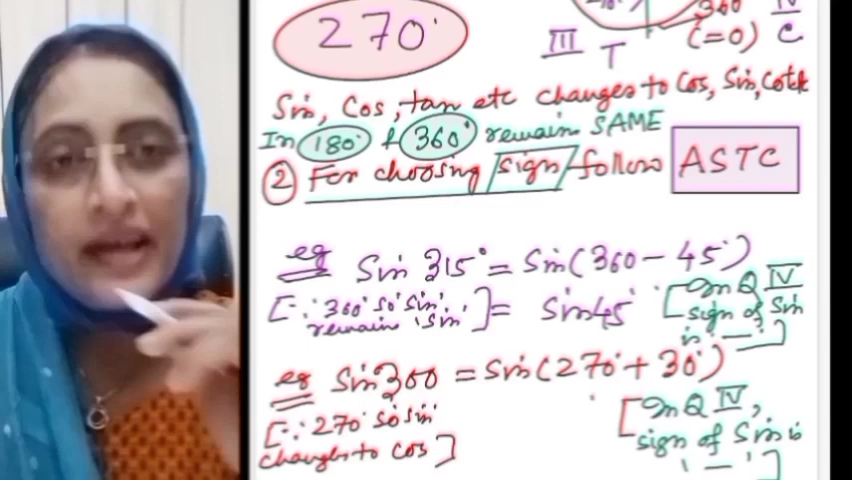 270°
360
(=0)
IV
C
III T
Sin, Cos, tan etc changes to Cos, Sin, Cot
In 180° & 360° remain SAME
② For choosing sign follow ASTC
eg Sin 315° = Sin(360 - 45°)
[∵ 360° so 'sin' remain 'sin'] = Sin45°
[In Q IV sign of Sin is '—']
eg Sin300 = Sin(270° + 30°)
[∵ 270° so sin changes to cos]
[In Q IV, sign of Sin is '—']